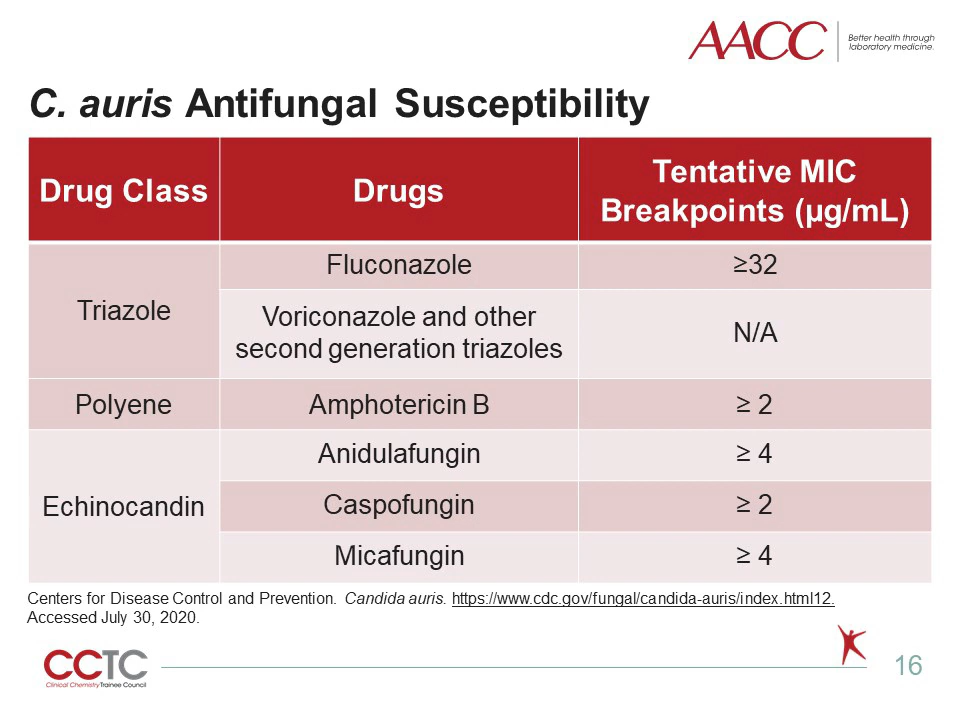 AACC
Better health through
laboratory medicine.
C. auris Antifungal Susceptibility
Drug Class
Drugs
Tentative MIC
Breakpoints (µg/mL)
Triazole
Fluconazole
≥32
Voriconazole and other
second generation triazoles
N/A
Polyene
Amphotericin B
≥ 2
Echinocandin
Anidulafungin
≥ 4
Caspofungin
≥ 2
Micafungin
≥ 4
Centers for Disease Control and Prevention. Candida auris. https://www.cdc.gov/fungal/candida-auris/index.html12.
Accessed July 30, 2020.
CCTC
Clinical Chemistry Trainee Council
16